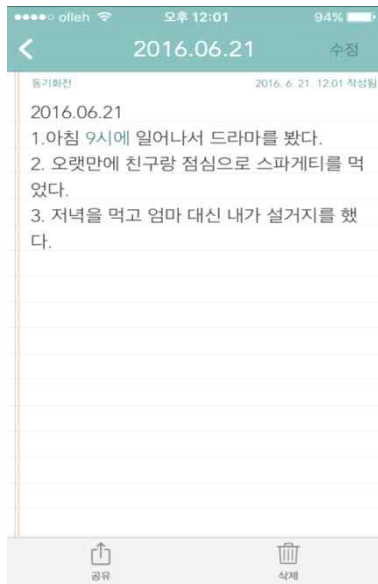 olleh 오후 12:01 94%
2016.06.21 수정
동기화전 2016. 6. 21. 12:01 작성됨
2016.06.21
1.아침 9시에 일어나서 드라마를 봤다.
2. 오랫만에 친구랑 점심으로 스파게티를 먹
었다.
3. 저녁을 먹고 엄마 대신 내가 설거지를 했
다.
공유 삭제